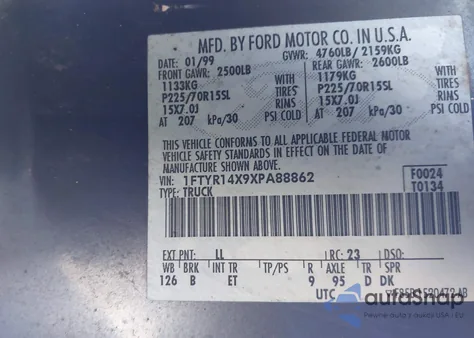 MFD. BY FORD MOTOR CO. IN U.S.A.
DATE: 01/99 GVWR: 4760LB/ 2159KG
FRONT GAWR: 2500LB REAR GAWR: 2600LB
1133KG WITH 1179KG WITH
P225/70R15SL TIRES P225/70R15SL TIRES
15X7.0J RIMS 15X7.0J RIMS
AT 207 kPa/30 PSI COLD AT 207 kPa/30 PSI COLD
THIS VEHICLE CONFORMS TO ALL APPLICABLE FEDERAL MOTOR
VEHICLE SAFETY STANDARDS IN EFFECT ON THE DATE OF
MANUFACTURE SHOWN ABOVE.
VIN: 1FTYR14X9XPA88862 F0024
TYPE: TRUCK T0134
EXT PNT: LL RC: 23 DSO:
WB BRK INT TR TP/PS R AXLE TR SPR
126 B ET 9 95 D DK
UTC
autoSnap